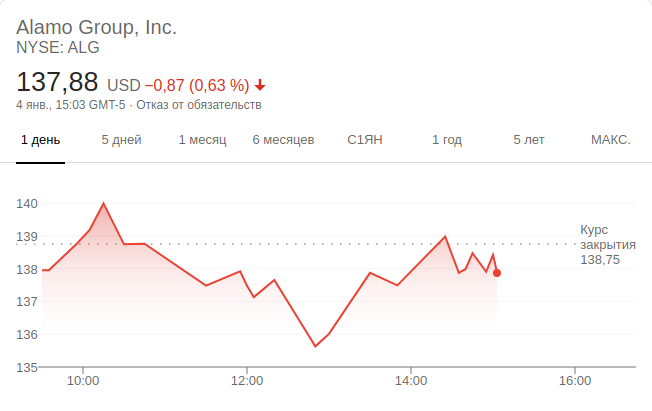 Alamo Group, Inc.
NYSE: ALG
137,88 USD −0,87 (0,63 %)
4 янв., 15:03 GMT-5 · Отказ от обязательств
1 день 5 дней 1 месяц 6 месяцев С1ЯН 1 год 5 лет МАКС.
140
139
138
137
136
135
Курс
закрытия
138,75
10:00 12:00 14:00 16:00